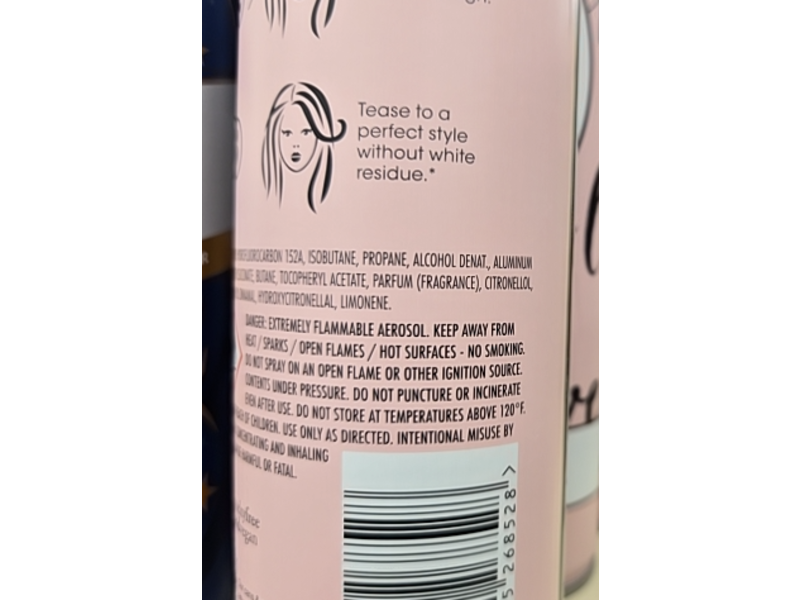 Tease to a
perfect style
without white
residue.*
152A, ISOBUTANE, PROPANE, ALCOHOL DENAT., ALUMINUM
BUTANE, TOCOPHERYL ACETATE, PARFUM (FRAGRANCE), CITRONELLOL,
HYDROXYCITRONELLAL, LIMONENE.
DANGER: EXTREMELY FLAMMABLE AEROSOL. KEEP AWAY FROM
HEAT / SPARKS / OPEN FLAMES / HOT SURFACES - NO SMOKING.
DO NOT SPRAY ON AN OPEN FLAME OR OTHER IGNITION SOURCE.
CONTENTS UNDER PRESSURE. DO NOT PUNCTURE OR INCINERATE
EVEN AFTER USE. DO NOT STORE AT TEMPERATURES ABOVE 120°F.
OF CHILDREN. USE ONLY AS DIRECTED. INTENTIONAL MISUSE BY
AND INHALING
HARMFUL OR FATAL.
5 268528 >